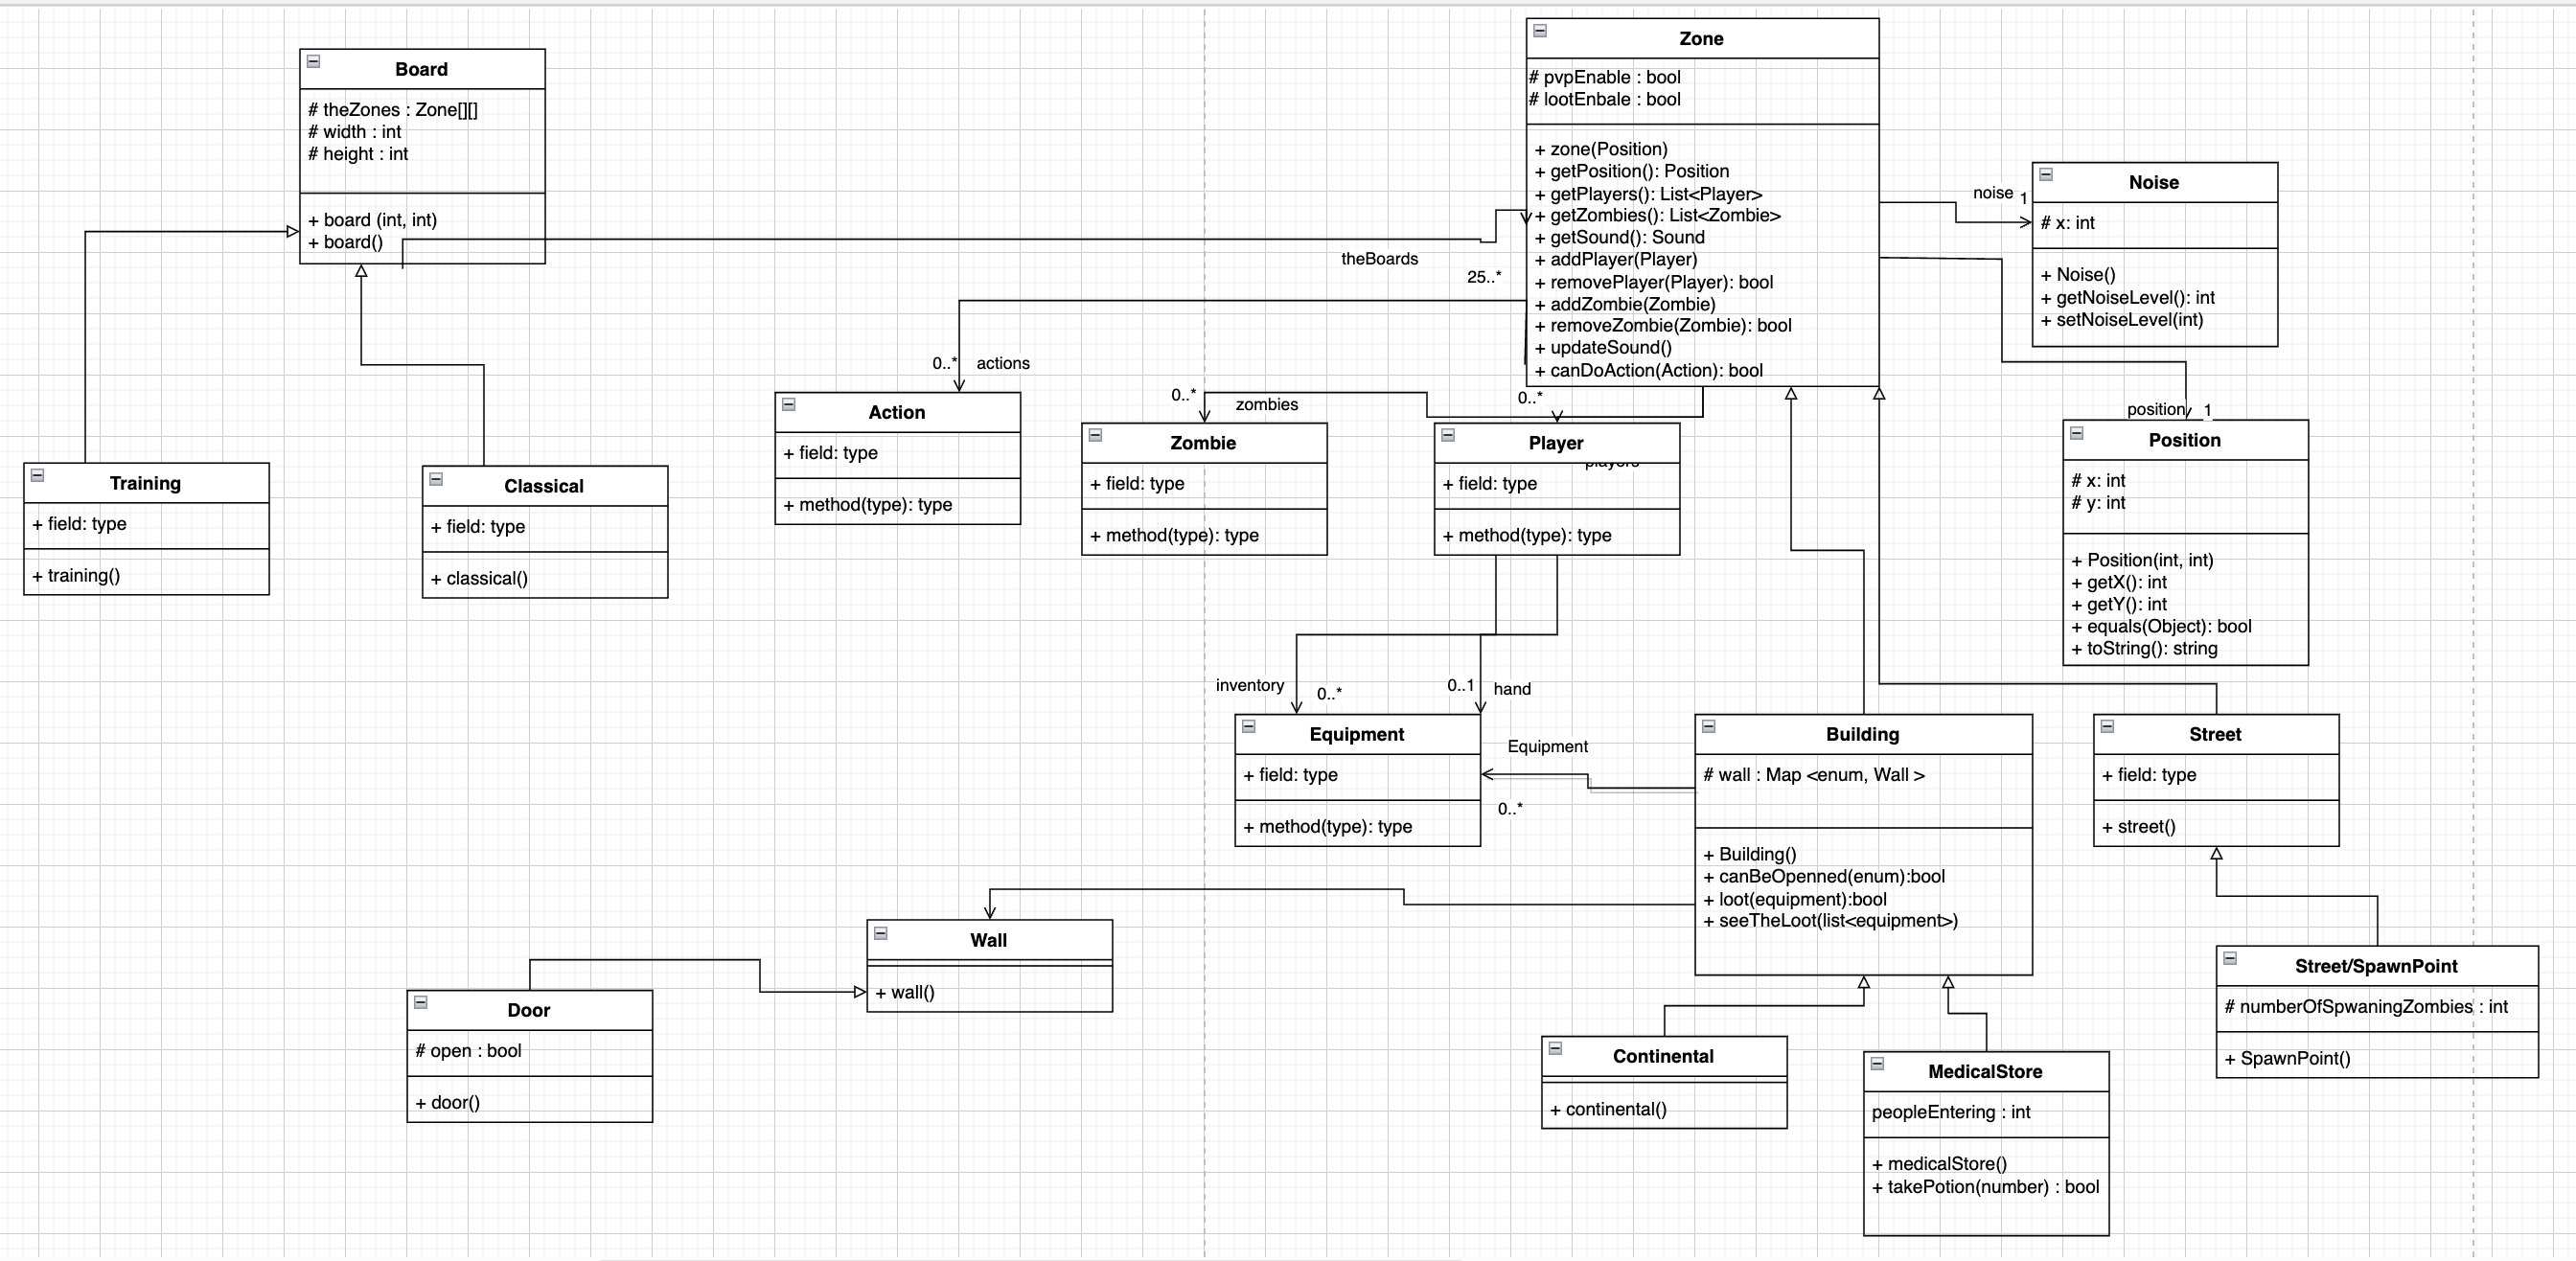 Board
# theZones : Zone[][]
# width : int
# height : int
+ board (int, int)
+ board()
Zone
# pvpEnable : bool
# lootEnbale : bool
+ zone(Position)
+ getPosition(): Position
+ getPlayers(): List<Player>
+ getZombies(): List<Zombie>
+ getSound(): Sound
+ addPlayer(Player)
+ removePlayer(Player): bool
+ addZombie(Zombie)
+ removeZombie(Zombie): bool
+ updateSound()
+ canDoAction(Action): bool
noise 1
Noise
# x: int
+ Noise()
+ getNoiseLevel(): int
+ setNoiseLevel(int)
theBoards
25..*
0..* actions
0..*
zombies
0..*
players
position 1
Training
+ field: type
+ training()
Classical
+ field: type
+ classical()
Action
+ field: type
+ method(type): type
Zombie
+ field: type
+ method(type): type
Player
+ field: type
+ method(type): type
Position
# x: int
# y: int
+ Position(int, int)
+ getX(): int
+ getY(): int
+ equals(Object): bool
+ toString(): string
inventory
0..*
0..1 hand
Equipment
+ field: type
+ method(type): type
Equipment
0..*
Building
# wall : Map <enum, Wall >
+ Building()
+ canBeOpenned(enum):bool
+ loot(equipment):bool
+ seeTheLoot(list<equipment>)
Street
+ field: type
+ street()
Wall
+ wall()
Door
# open : bool
+ door()
Continental
+ continental()
MedicalStore
peopleEntering : int
+ medicalStore()
+ takePotion(number) : bool
Street/SpawnPoint
# numberOfSpwaningZombies : int
+ SpawnPoint()